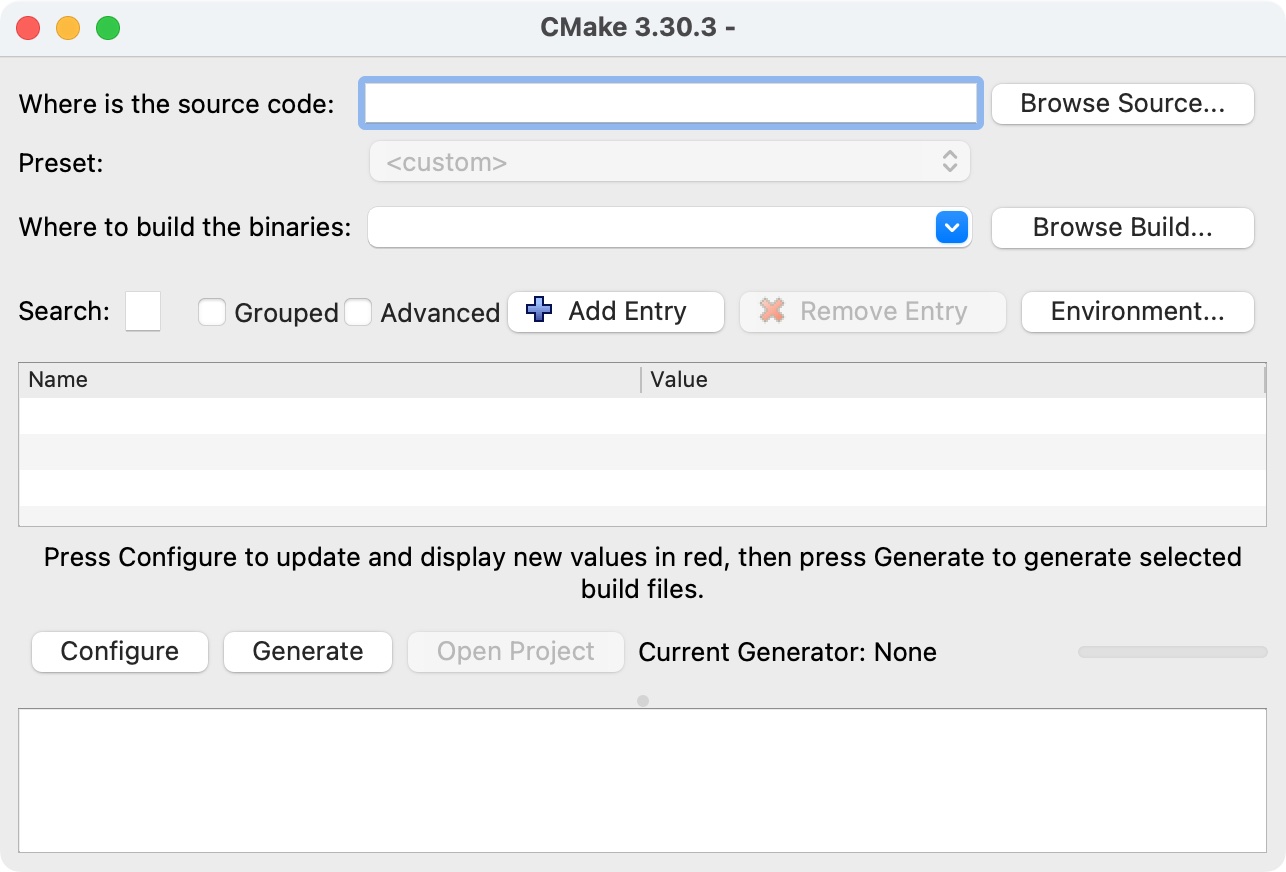 CMake 3.30.3 -
Where is the source code: Browse Source...
Preset: <custom>
Where to build the binaries: Browse Build...
Search: Grouped Advanced Add Entry Remove Entry Environment...
Name Value
Press Configure to update and display new values in red, then press Generate to generate selected
build files.
Configure Generate Open Project Current Generator: None